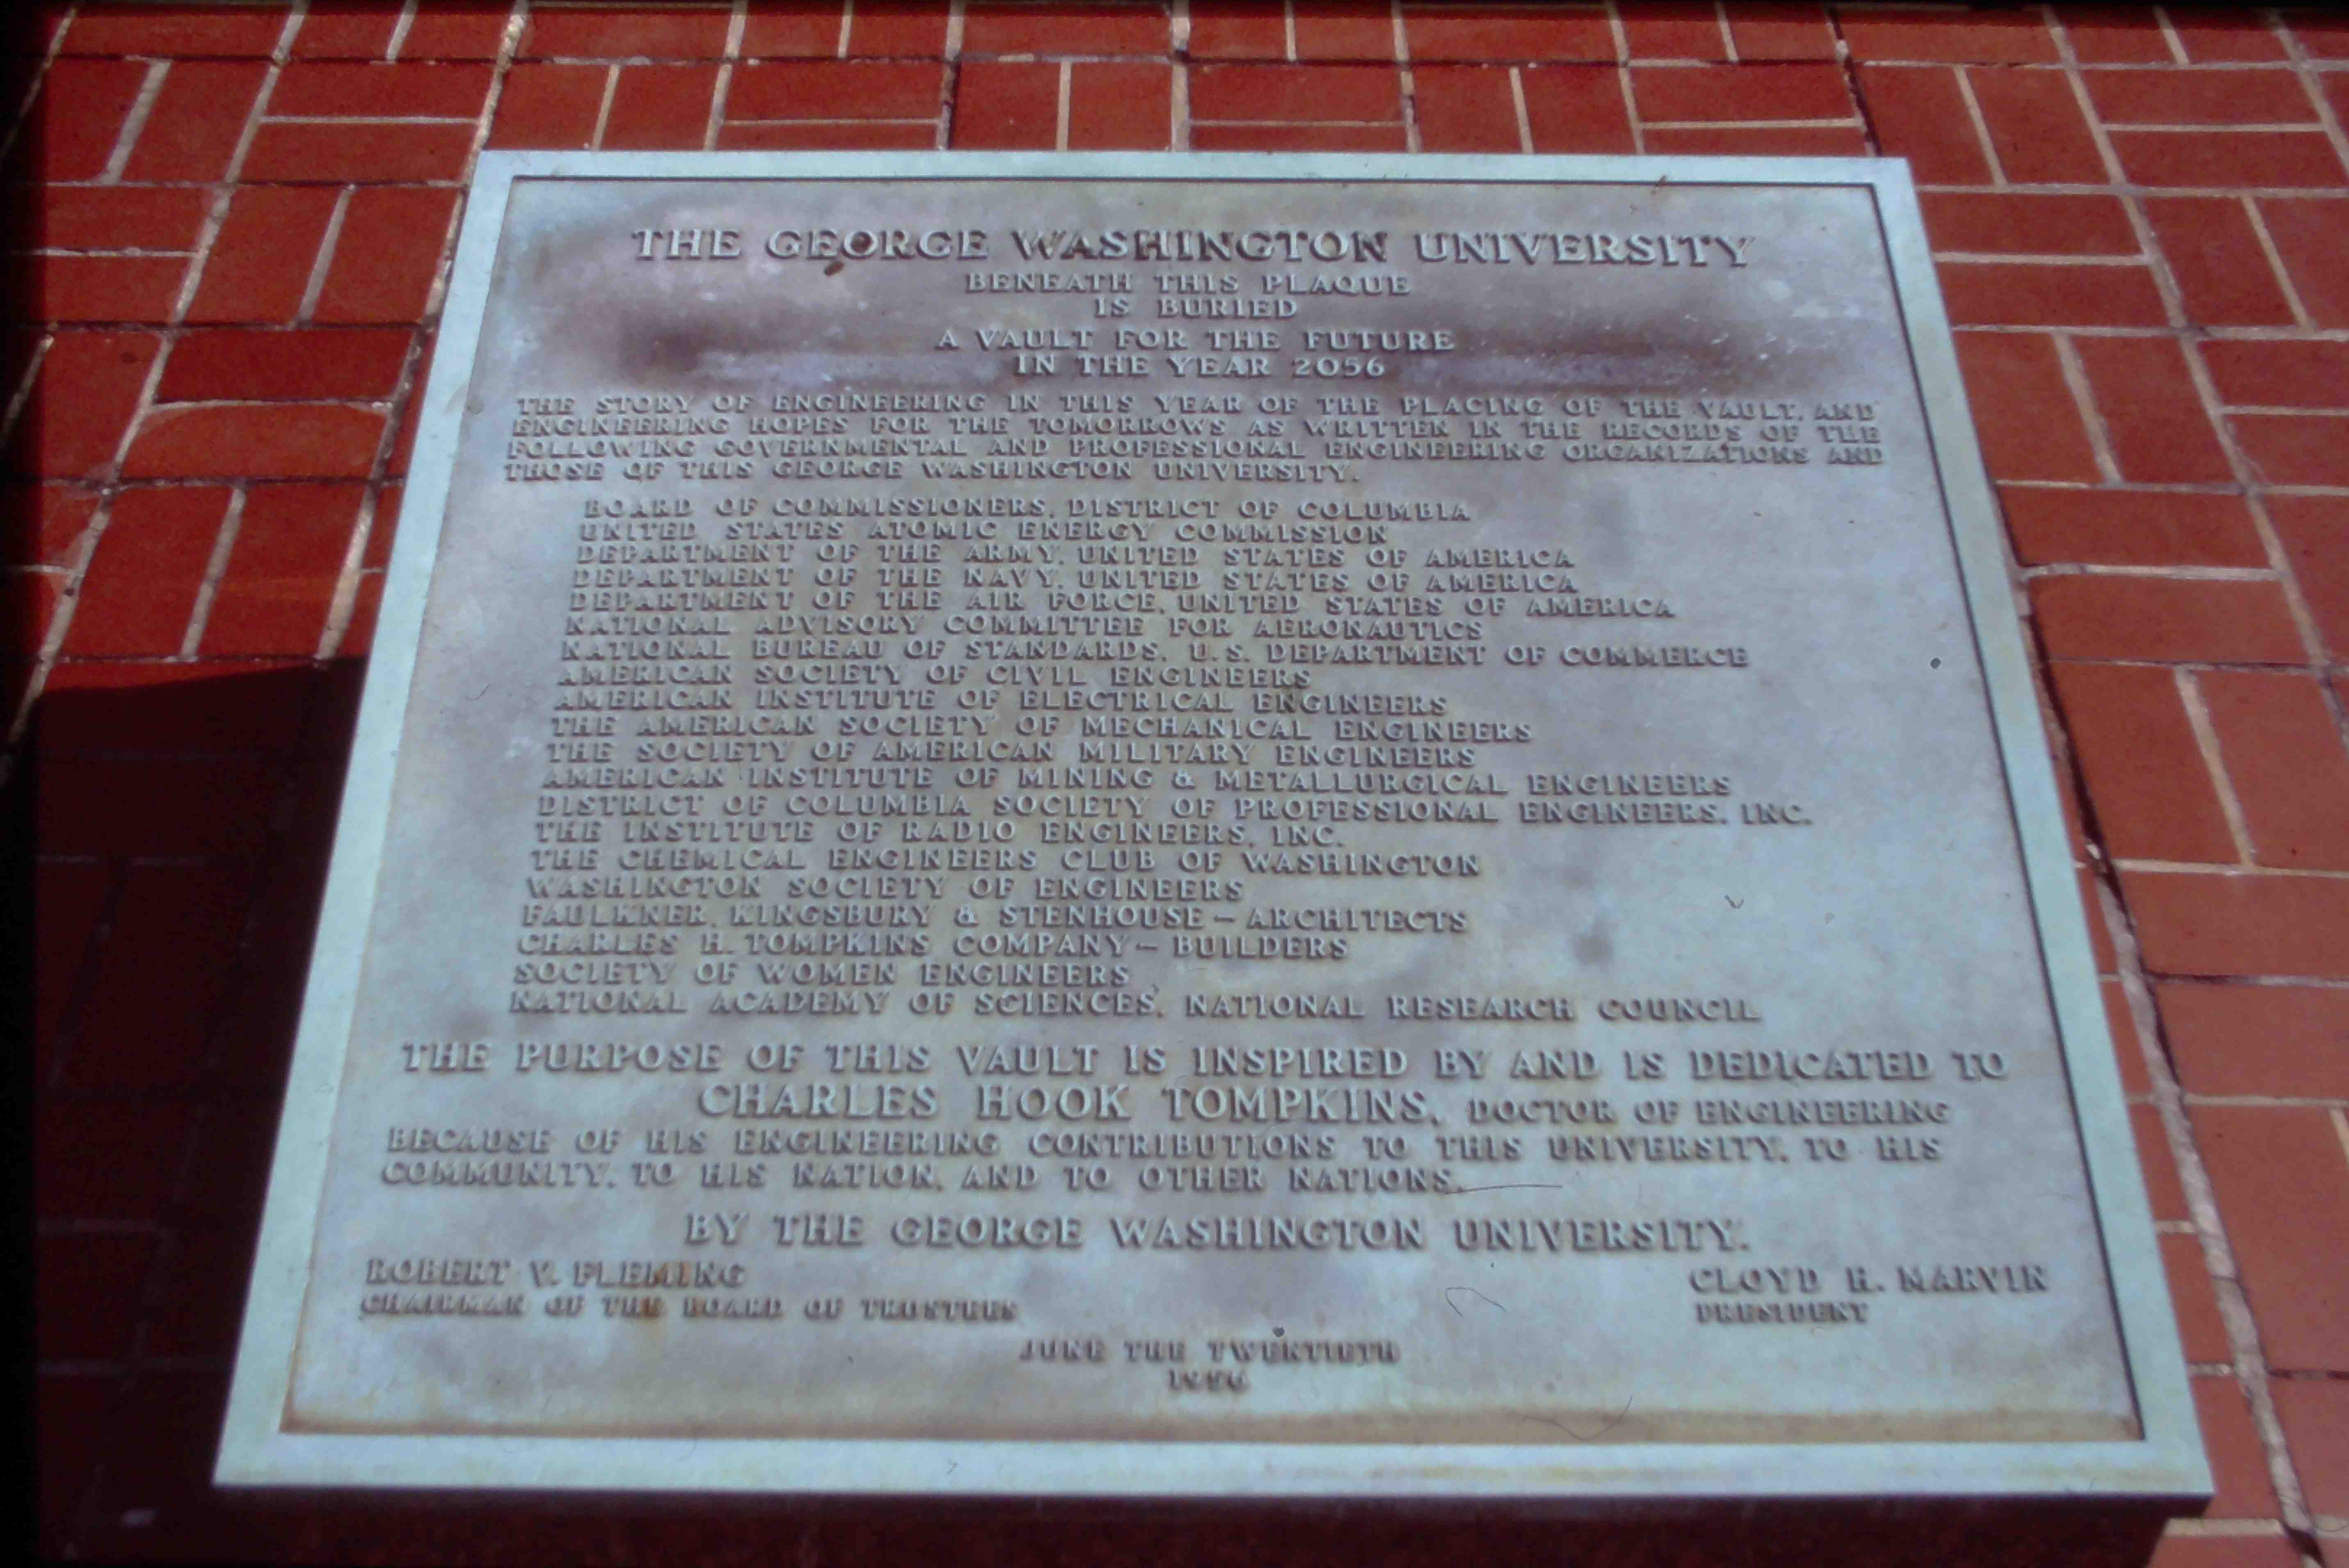 THE GEORGE WASHINGTON UNIVERSITY
BENEATH THIS PLAQUE
IS BURIED
A VAULT FOR THE FUTURE
IN THE YEAR 2056
THE STORY OF ENGINEERING IN THIS YEAR OF THE PLACING OF THE VAULT, AND
ENGINEERING HOPES FOR THE TOMORROWS AS WRITTEN IN THE RECORDS OF THE
FOLLOWING GOVERNMENTAL AND PROFESSIONAL ENGINEERING ORGANIZATIONS AND
THOSE OF THIS GEORGE WASHINGTON UNIVERSITY.
BOARD OF COMMISSIONERS, DISTRICT OF COLUMBIA
UNITED STATES ATOMIC ENERGY COMMISSION
DEPARTMENT OF THE ARMY, UNITED STATES OF AMERICA
DEPARTMENT OF THE NAVY, UNITED STATES OF AMERICA
DEPARTMENT OF THE AIR FORCE, UNITED STATES OF AMERICA
NATIONAL ADVISORY COMMITTEE FOR AERONAUTICS
NATIONAL BUREAU OF STANDARDS, U.S. DEPARTMENT OF COMMERCE
AMERICAN SOCIETY OF CIVIL ENGINEERS
AMERICAN INSTITUTE OF ELECTRICAL ENGINEERS
THE AMERICAN SOCIETY OF MECHANICAL ENGINEERS
THE SOCIETY OF AMERICAN MILITARY ENGINEERS
AMERICAN INSTITUTE OF MINING & METALLURGICAL ENGINEERS
DISTRICT OF COLUMBIA SOCIETY OF PROFESSIONAL ENGINEERS, INC.
THE INSTITUTE OF RADIO ENGINEERS, INC.
THE CHEMICAL ENGINEERS CLUB OF WASHINGTON
WASHINGTON SOCIETY OF ENGINEERS
FAULKNER, KINGSBURY & STENHOUSE – ARCHITECTS
CHARLES H. TOMPKINS COMPANY – BUILDERS
SOCIETY OF WOMEN ENGINEERS
NATIONAL ACADEMY OF SCIENCES, NATIONAL RESEARCH COUNCIL
THE PURPOSE OF THIS VAULT IS INSPIRED BY AND IS DEDICATED TO
CHARLES HOOK TOMPKINS, DOCTOR OF ENGINEERING
BECAUSE OF HIS ENGINEERING CONTRIBUTIONS TO THIS UNIVERSITY, TO HIS
COMMUNITY, TO HIS NATION, AND TO OTHER NATIONS.
BY THE GEORGE WASHINGTON UNIVERSITY.
ROBERT V. FLEMING
CHAIRMAN OF THE BOARD OF TRUSTEES
CLOYD H. MARVIN
PRESIDENT
JUNE THE TWENTIETH
1956